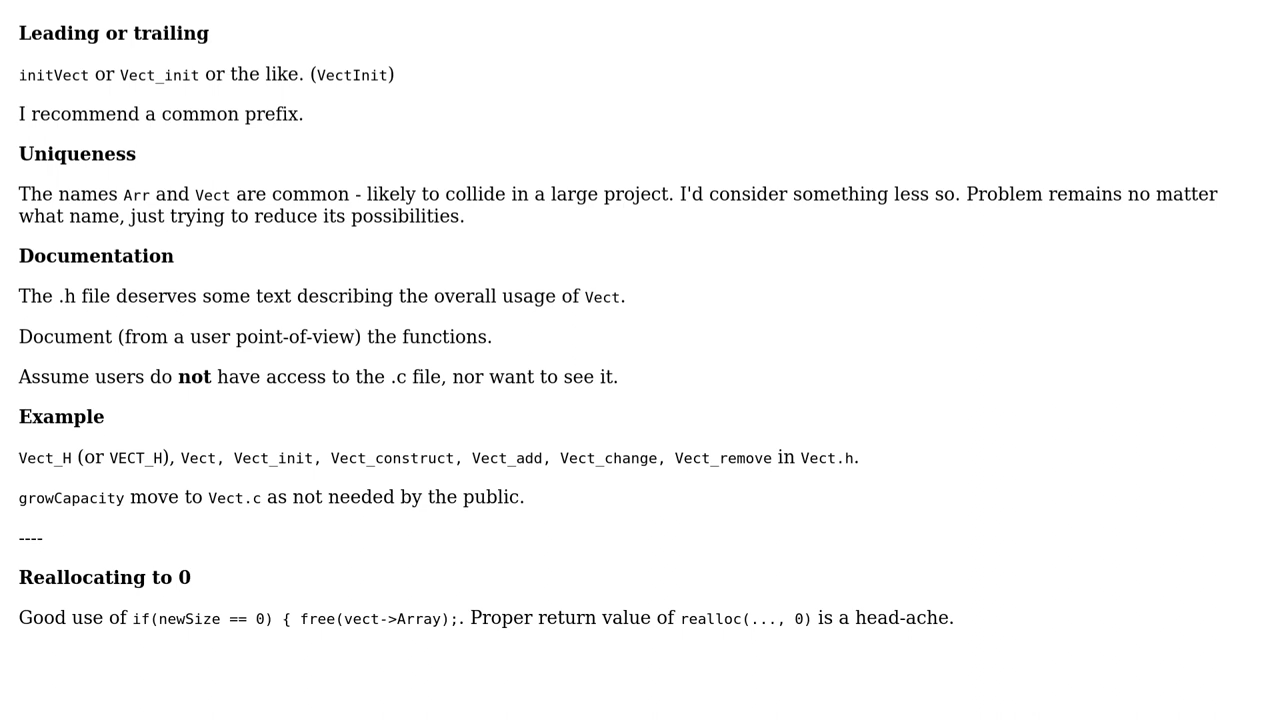 Leading or trailing
initVect or Vect_init or the like. (VectInit)
I recommend a common prefix.
Uniqueness
The names Arr and Vect are common - likely to collide in a large project. I'd consider something less so. Problem remains no matter
what name, just trying to reduce its possibilities.
Documentation
The .h file deserves some text describing the overall usage of Vect.
Document (from a user point-of-view) the functions.
Assume users do not have access to the .c file, nor want to see it.
Example
Vect_H (or VECT_H), Vect, Vect_init, Vect_construct, Vect_add, Vect_change, Vect_remove in Vect.h.
growCapacity move to Vect.c as not needed by the public.
----
Reallocating to 0
Good use of if(newSize == 0) { free(vect->Array);. Proper return value of realloc(..., 0) is a head-ache.